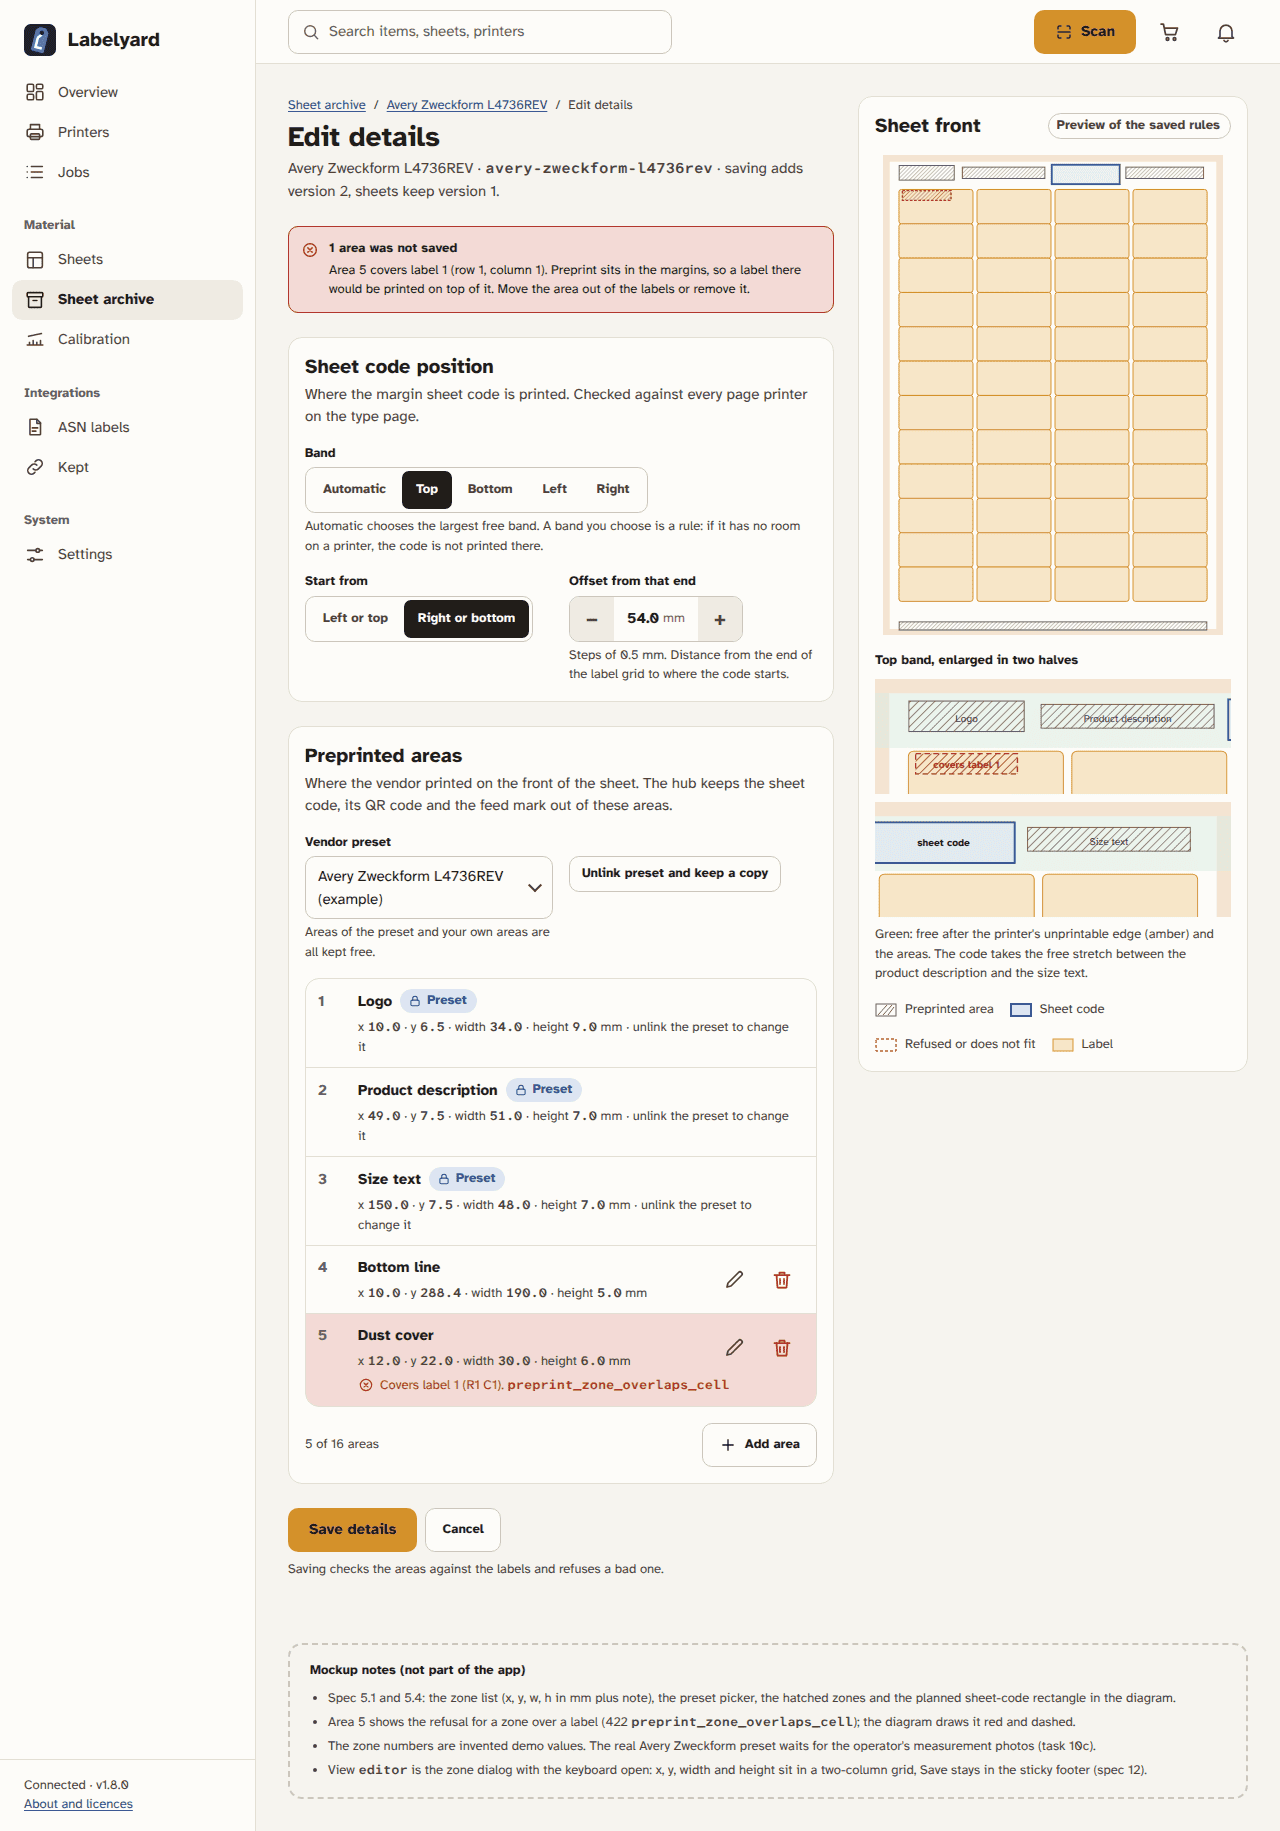 Labelyard
Overview
Printers
Jobs
Material
Sheets
Sheet archive
Calibration
Integrations
ASN labels
Kept
System
Settings
Connected · v1.8.0
About and licences
Search items, sheets, printers
Scan
Sheet archive / Avery Zweckform L4736REV / Edit details
Edit details
Avery Zweckform L4736REV · avery-zweckform-l4736rev · saving adds
version 2, sheets keep version 1.
1 area was not saved
Area 5 covers label 1 (row 1, column 1). Preprint sits in the margins, so a label there
would be printed on top of it. Move the area out of the labels or remove it.
Sheet code position
Where the margin sheet code is printed. Checked against every page printer
on the type page.
Band
Automatic Top Bottom Left Right
Automatic chooses the largest free band. A band you choose is a rule: if it has no room
on a printer, the code is not printed there.
Start from
Left or top Right or bottom
Offset from that end
− 54.0 mm +
Steps of 0.5 mm. Distance from the end of
the label grid to where the code starts.
Preprinted areas
Where the vendor printed on the front of the sheet. The hub keeps the sheet
code, its QR code and the feed mark out of these areas.
Vendor preset
Avery Zweckform L4736REV
(example)
Unlink preset and keep a copy
Areas of the preset and your own areas are
all kept free.
1 Logo Preset
x 10.0 · y 6.5 · width 34.0 · height 9.0 mm · unlink the preset to change
it
2 Product description Preset
x 49.0 · y 7.5 · width 51.0 · height 7.0 mm · unlink the preset to change
it
3 Size text Preset
x 150.0 · y 7.5 · width 48.0 · height 7.0 mm · unlink the preset to
change it
4 Bottom line
x 10.0 · y 288.4 · width 190.0 · height 5.0 mm
5 Dust cover
x 12.0 · y 22.0 · width 30.0 · height 6.0 mm
Covers label 1 (R1 C1). preprint_zone_overlaps_cell
5 of 16 areas
Add area
Save details
Cancel
Saving checks the areas against the labels and refuses a bad one.
Sheet front
Preview of the saved rules
Top band, enlarged in two halves
Logo
Product description
covers label 1
sheet code
Size text
Green: free after the printer's unprintable edge (amber) and
the areas. The code takes the free stretch between the
product description and the size text.
Preprinted area
Sheet code
Refused or does not fit
Label
Mockup notes (not part of the app)
• Spec 5.1 and 5.4: the zone list (x, y, w, h in mm plus note), the preset picker, the hatched zones and the planned sheet-code rectangle in the diagram.
• Area 5 shows the refusal for a zone over a label (422 preprint_zone_overlaps_cell); the diagram draws it red and dashed.
• The zone numbers are invented demo values. The real Avery Zweckform preset waits for the operator's measurement photos (task 10c).
• View editor is the zone dialog with the keyboard open: x, y, width and height sit in a two-column grid, Save stays in the sticky footer (spec 12).